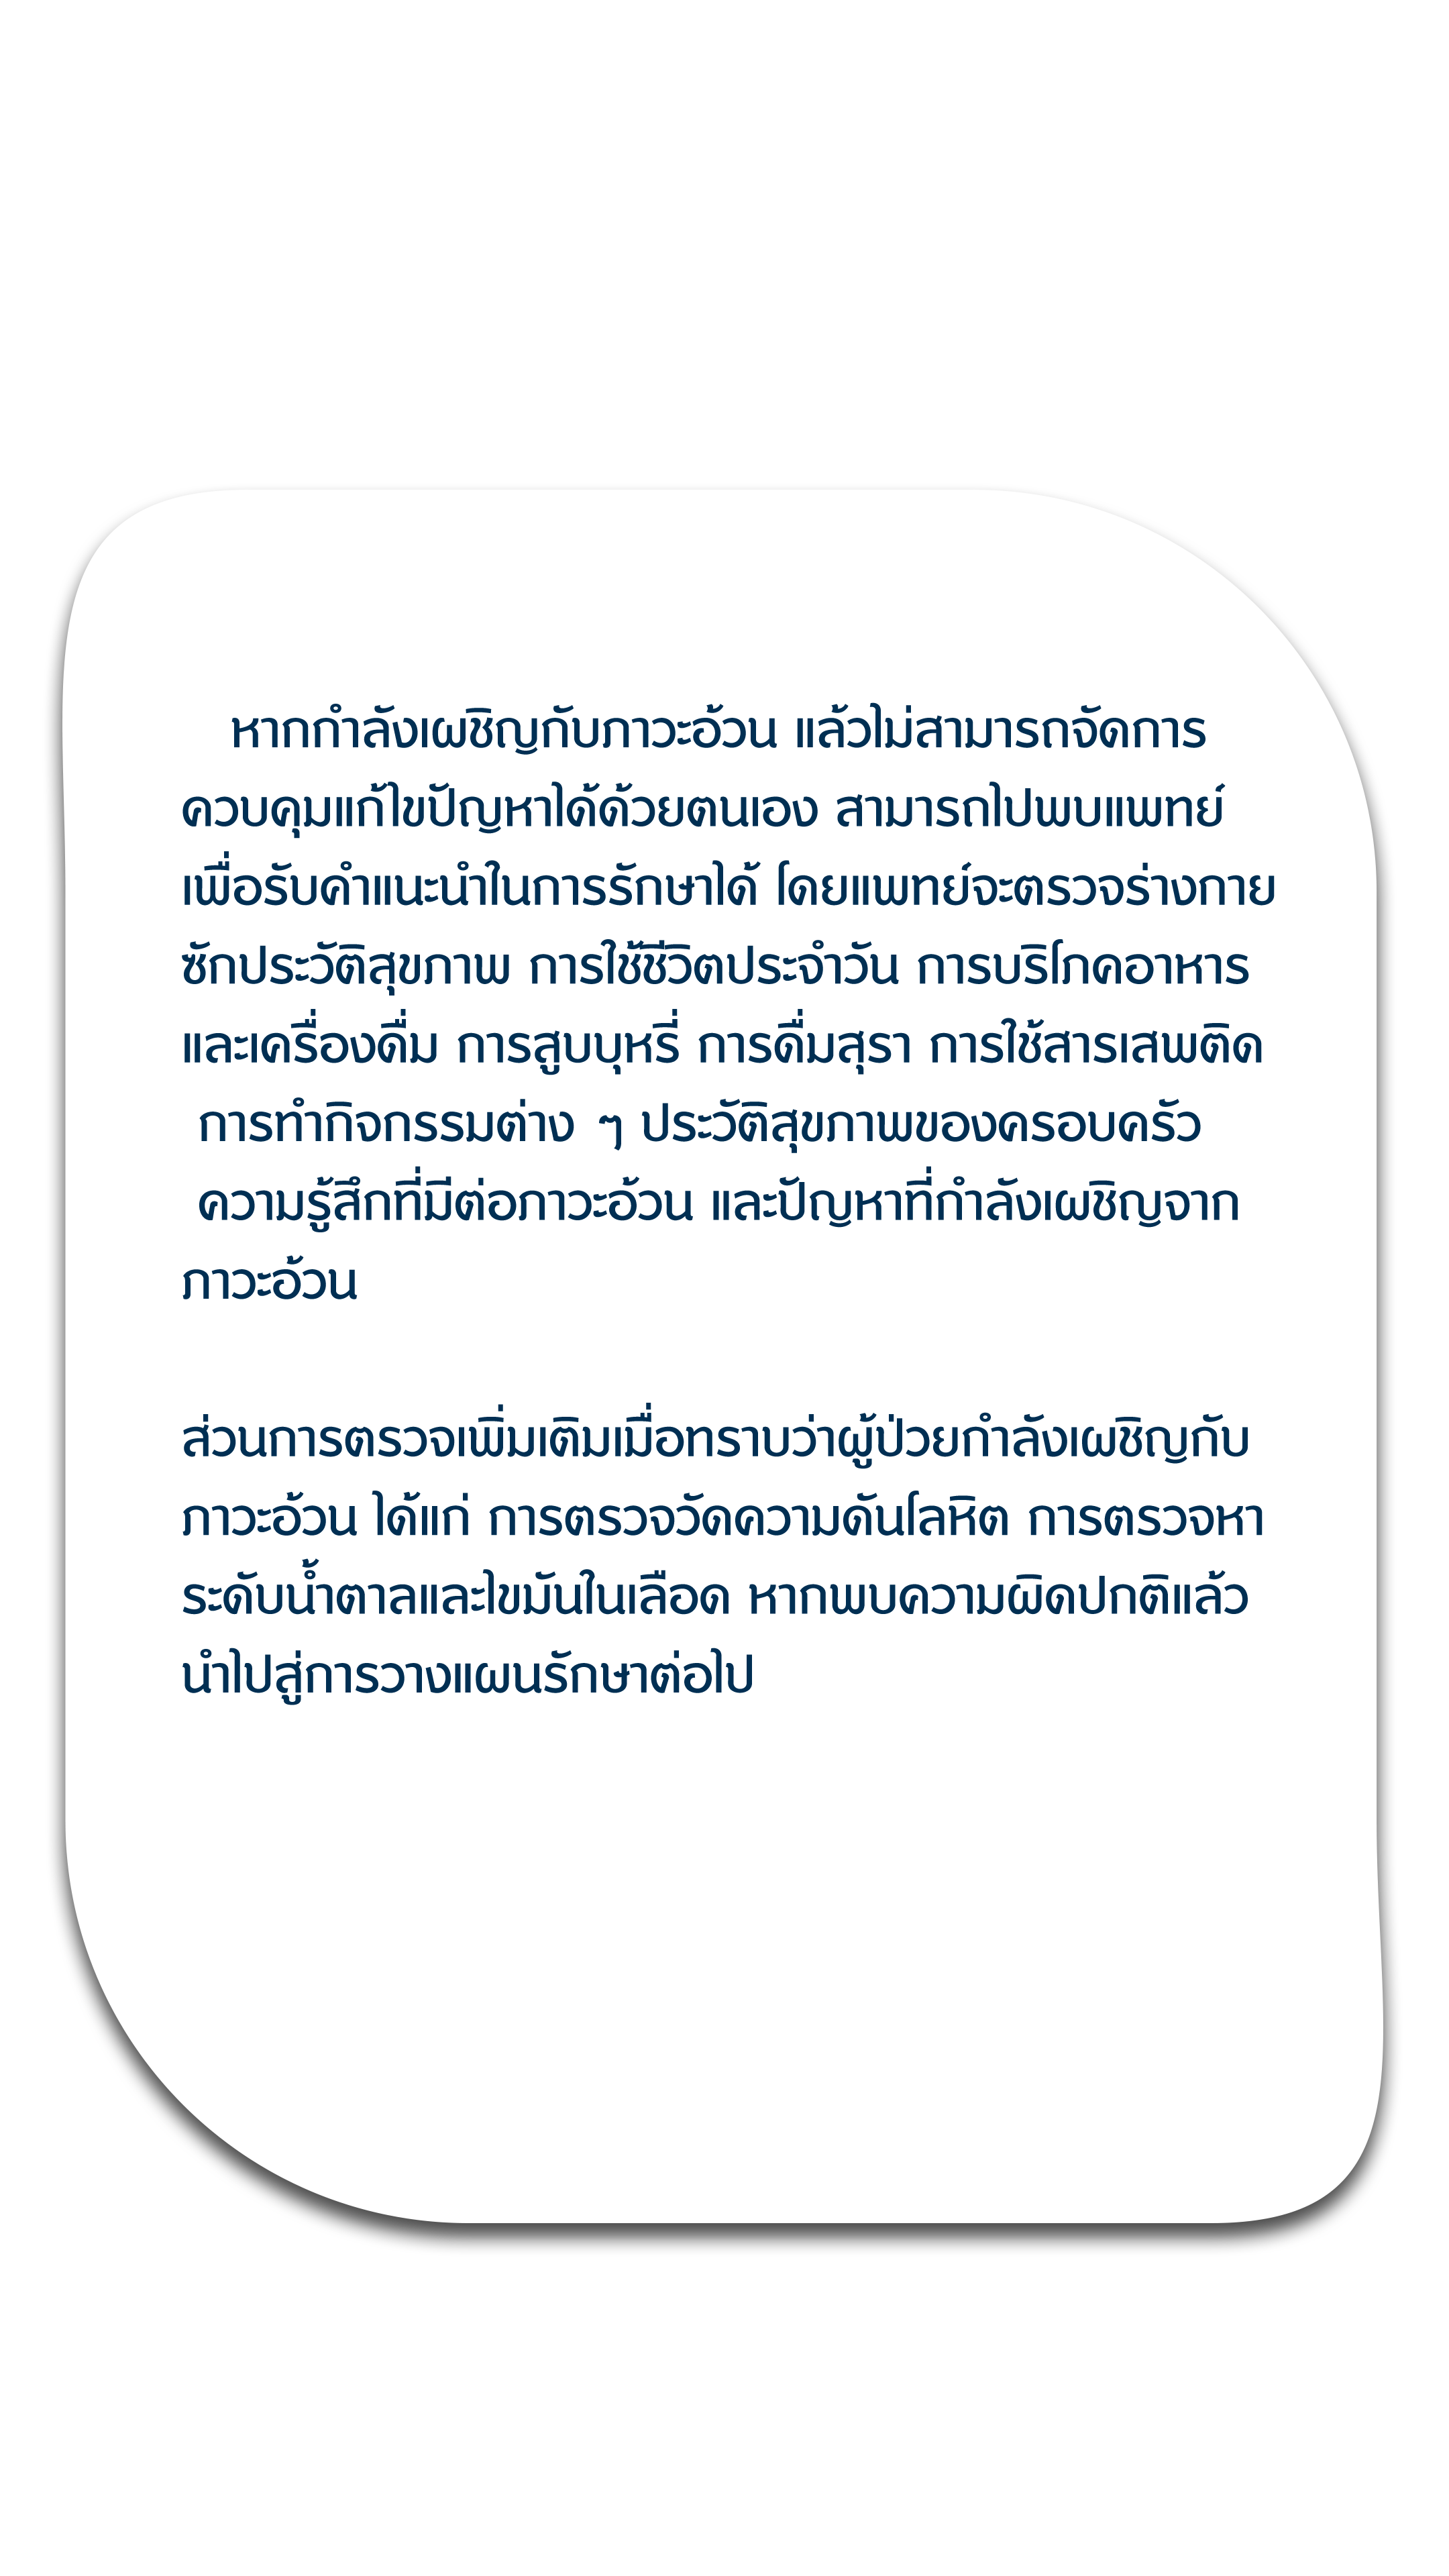 หากกำลังเผชิญกับภาวะอ้วน แล้วไม่สามารถจัดการ
ควบคุมแก้ไขปัญหาได้ด้วยตนเอง สามารถไปพบแพทย์
เพื่อรับคำแนะนำในการรักษาได้ โดยแพทย์จะตรวจร่างกาย
ซักประวัติสุขภาพ การใช้ชีวิตประจำวัน การบริโภคอาหาร
และเครื่องดื่ม การสูบบุหรี่ การดื่มสุรา การใช้สารเสพติด
การทำกิจกรรมต่าง ๆ ประวัติสุขภาพของครอบครัว
ความรู้สึกที่มีต่อภาวะอ้วน และปัญหาที่กำลังเผชิญจาก
ภาวะอ้วน
ส่วนการตรวจเพิ่มเติมเมื่อทราบว่าผู้ป่วยกำลังเผชิญกับ
ภาวะอ้วน ได้แก่ การตรวจวัดความดันโลหิต การตรวจหา
ระดับน้ำตาลและไขมันในเลือด หากพบความผิดปกติแล้ว
นำไปสู่การวางแผนรักษาต่อไป